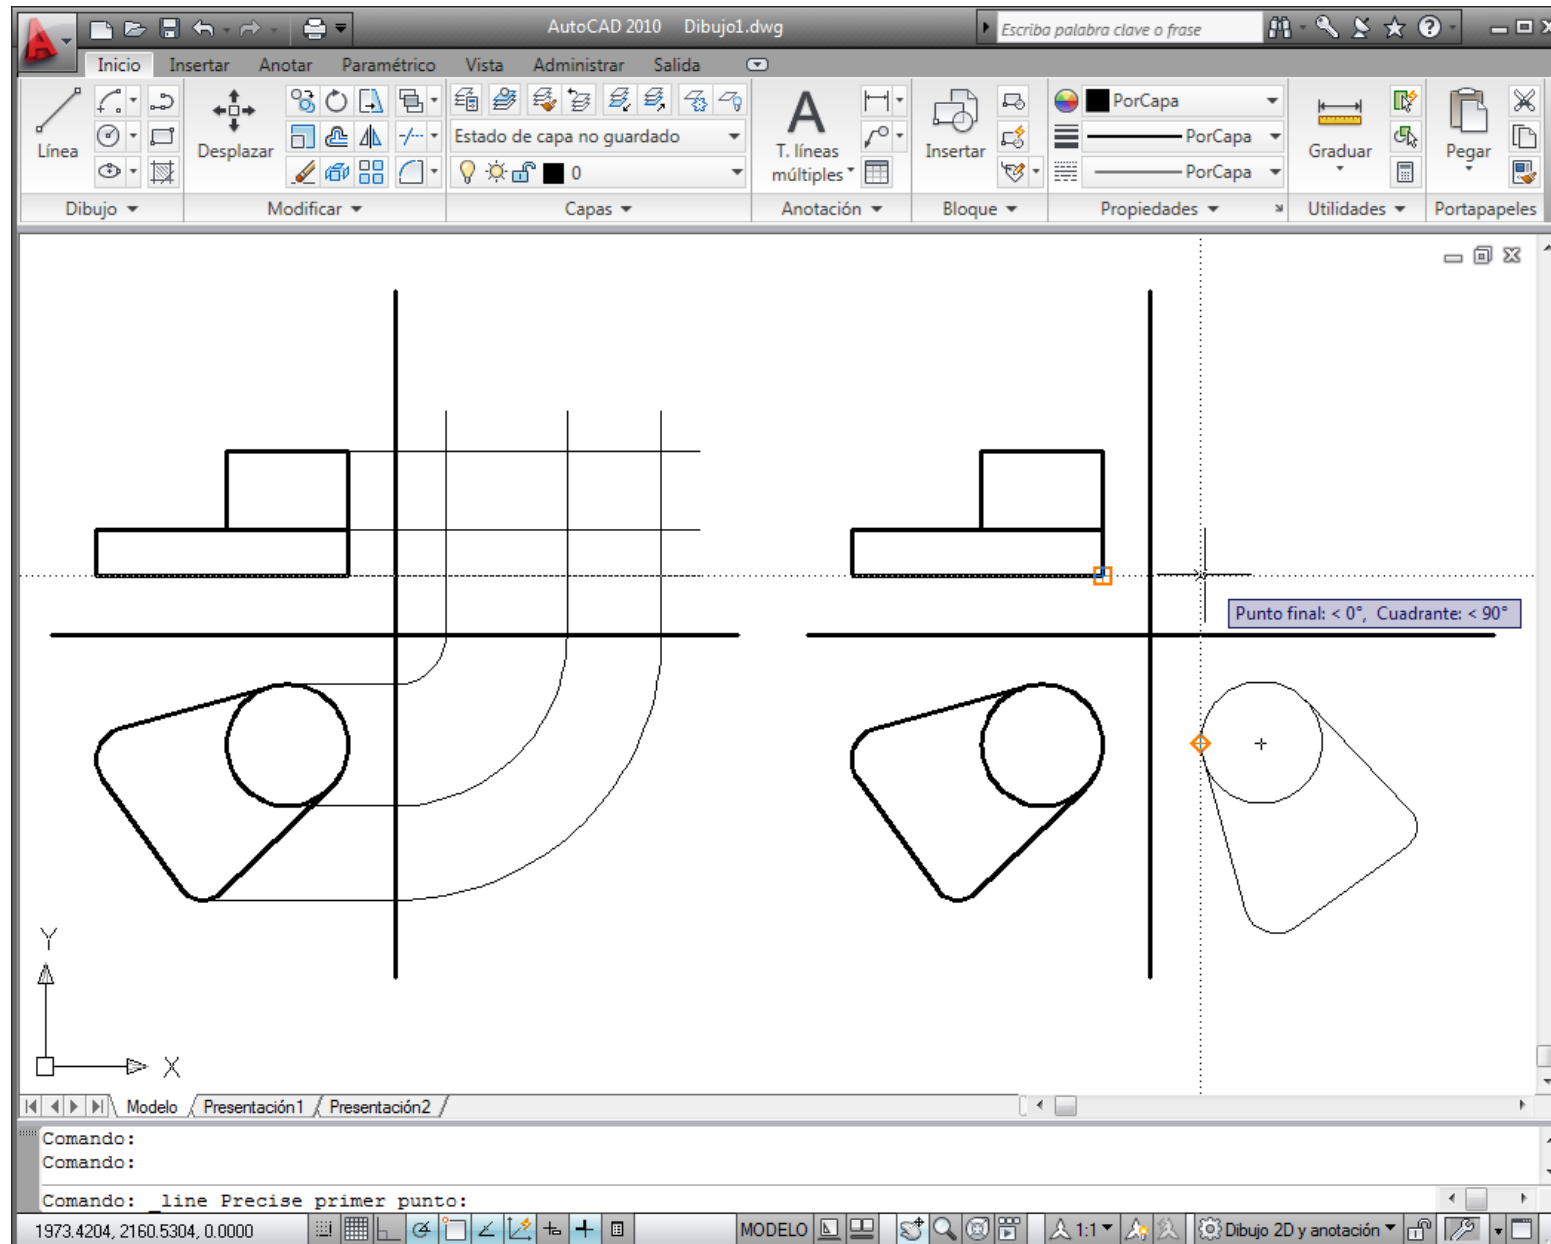 AutoCAD 2010 Dibujo1.dwg
Escriba palabra clave o frase
Inicio Insertar Anotar Paramétrico Vista Administrar Salida
PorCapa
Estado de capa no guardado
PorCapa
Línea
Desplazar
T. líneas
múltiples
Insertar
Graduar
Pegar
0
PorCapa
Dibujo Modificar Capas Anotación Bloque Propiedades Utilidades Portapapeles
Punto final: < 0°, Cuadrante: < 90°
Y
X
Modelo Presentación1 Presentación2
Comando:
Comando:
Comando: _line Precise primer punto:
1973.4204, 2160.5304, 0.0000 MODELO 1:1 Dibujo 2D y anotación